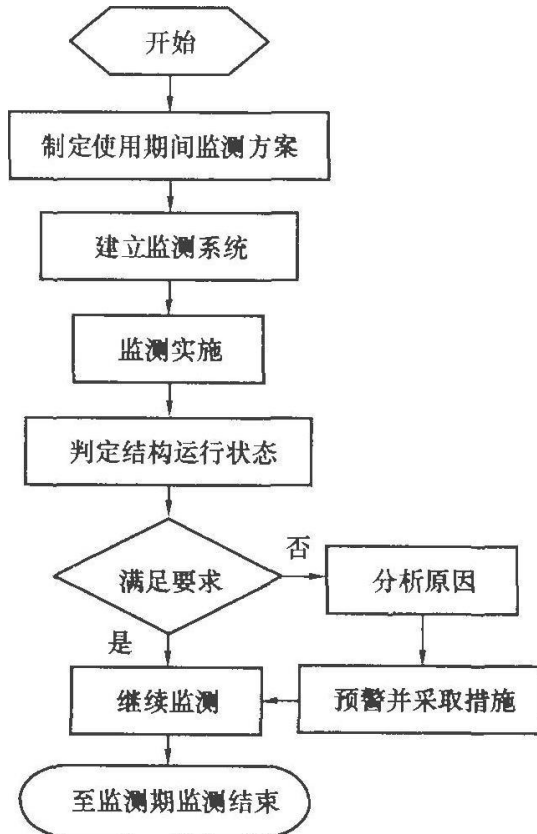 开始
制定使用期间监测方案
建立监测系统
监测实施
判定结构运行状态
满足要求
否
分析原因
是
继续监测
预警并采取措施
至监测期监测结束